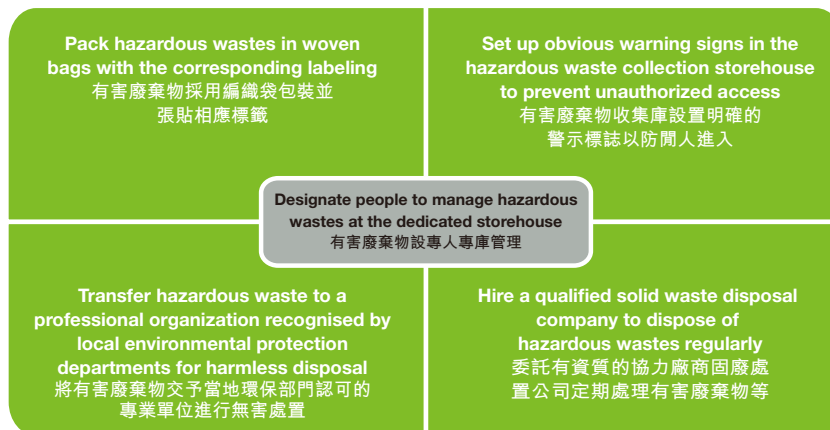 Pack hazardous wastes in woven
bags with the corresponding labeling
有害廢棄物採用編織袋包裝並
張貼相應標籤
Set up obvious warning signs in the
hazardous waste collection storehouse
to prevent unauthorized access
有害廢棄物收集庫設置明確的
警示標誌以防閒人進入
Designate people to manage hazardous
wastes at the dedicated storehouse
有害廢棄物設專人專庫管理
Transfer hazardous waste to a
professional organization recognised by
local environmental protection
departments for harmless disposal
將有害廢棄物交予當地環保部門認可的
專業單位進行無害處置
Hire a qualified solid waste disposal
company to dispose of
hazardous wastes regularly
委託有資質的協力廠商固廢處
置公司定期處理有害廢棄物等